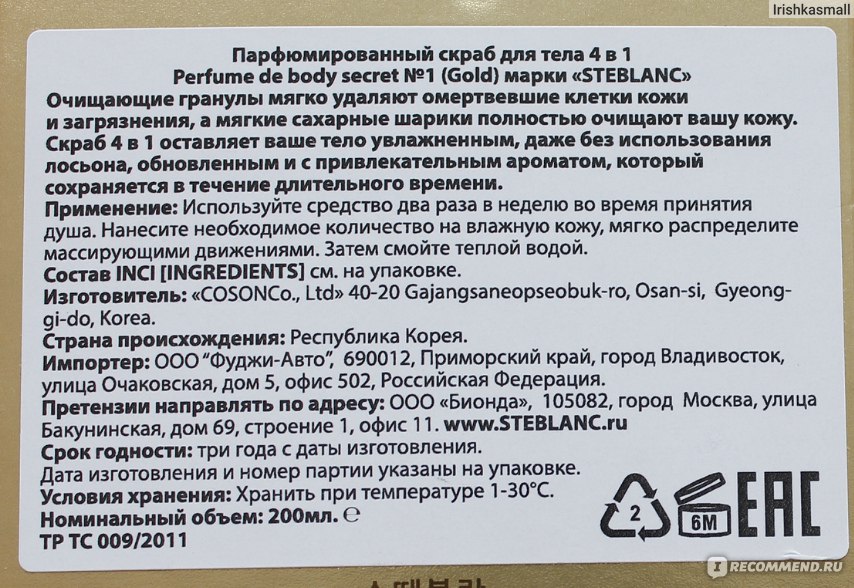 Irishkasmall
Парфюмированный скраб для тела 4 в 1
Perfume de body secret №1 (Gold) марки «STEBLANC»
Очищающие гранулы мягко удаляют омертвевшие клетки кожи
и загрязнения, а мягкие сахарные шарики полностью очищают вашу кожу.
Скраб 4 в 1 оставляет ваше тело увлажненным, даже без использования
лосьона, обновленным и с привлекательным ароматом, который
сохраняется в течение длительного времени.
Применение: Используйте средство два раза в неделю во время принятия
душа. Нанесите необходимое количество на влажную кожу, мягко распределите
массирующими движениями. Затем смойте теплой водой.
Состав INCI [INGREDIENTS] см. на упаковке.
Изготовитель: «COSONCo., Ltd» 40-20 Gajangsaneopseobuk-ro, Osan-si, Gyeong-
gi-do, Korea.
Страна происхождения: Республика Корея.
Импортер: ООО “Фуджи-Авто”, 690012, Приморский край, город Владивосток,
улица Очаковская, дом 5, офис 502, Российская Федерация.
Претензии направлять по адресу: ООО «Бионда», 105082, город Москва, улица
Бакунинская, дом 69, строение 1, офис 11. www.STEBLANC.ru
Срок годности: три года с даты изготовления.
Дата изготовления и номер партии указаны на упаковке.
Условия хранения: Хранить при температуре 1-30°С.
Номинальный объем: 200мл. ℮
ТР ТС 009/2011
2
6M
EAC
I RECOMMEND.RU